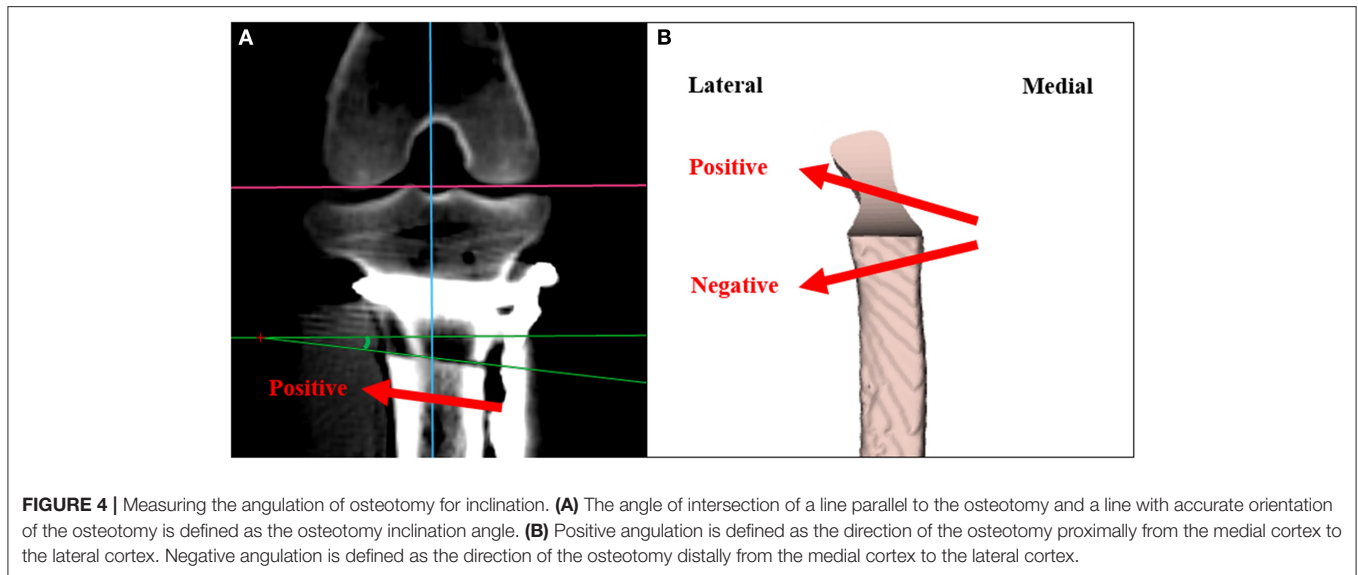 A
B
Lateral
Medial
Positive
Negative
Positive
FIGURE 4 | Measuring the angulation of osteotomy for inclination. (A) The angle of intersection of a line parallel to the osteotomy and a line with accurate orientation
of the osteotomy is defined as the osteotomy inclination angle. (B) Positive angulation is defined as the direction of the osteotomy proximally from the medial cortex to
the lateral cortex. Negative angulation is defined as the direction of the osteotomy distally from the medial cortex to the lateral cortex.